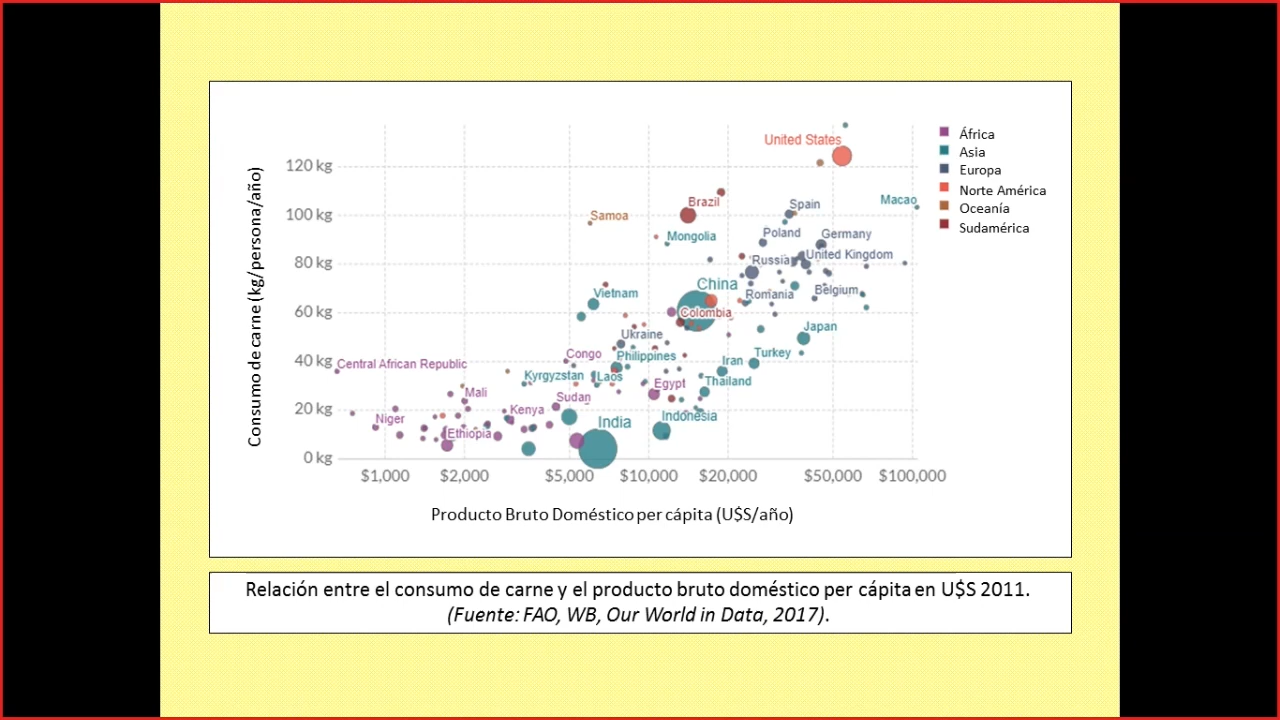 United States
120 kg
Macao
Brazil
Spain
100 kg
Samoa
Mongolia
Poland
Germany
80 kg
Russia
United Kingdom
China
Vietnam
Romania
Belgium
60 kg
Colombia
Ukraine
Japan
40 kg
Central African Republic
Congo
Philippines
Iran
Turkey
Kyrgyzstan
Laos
Egypt
Thailand
Mali
Sudan
20 kg
Niger
Kenya
Indonesia
Ethiopia
India
0 kg
$1,000 $2,000 $5,000 $10,000 $20,000 $50,000 $100,000
Consumo de carne (kg/persona/año)
Producto Bruto Doméstico per cápita (U$S/año)
África
Asia
Europa
Norte América
Oceanía
Sudamérica
Relación entre el consumo de carne y el producto bruto doméstico per cápita en U$S 2011.
(Fuente: FAO, WB, Our World in Data, 2017).